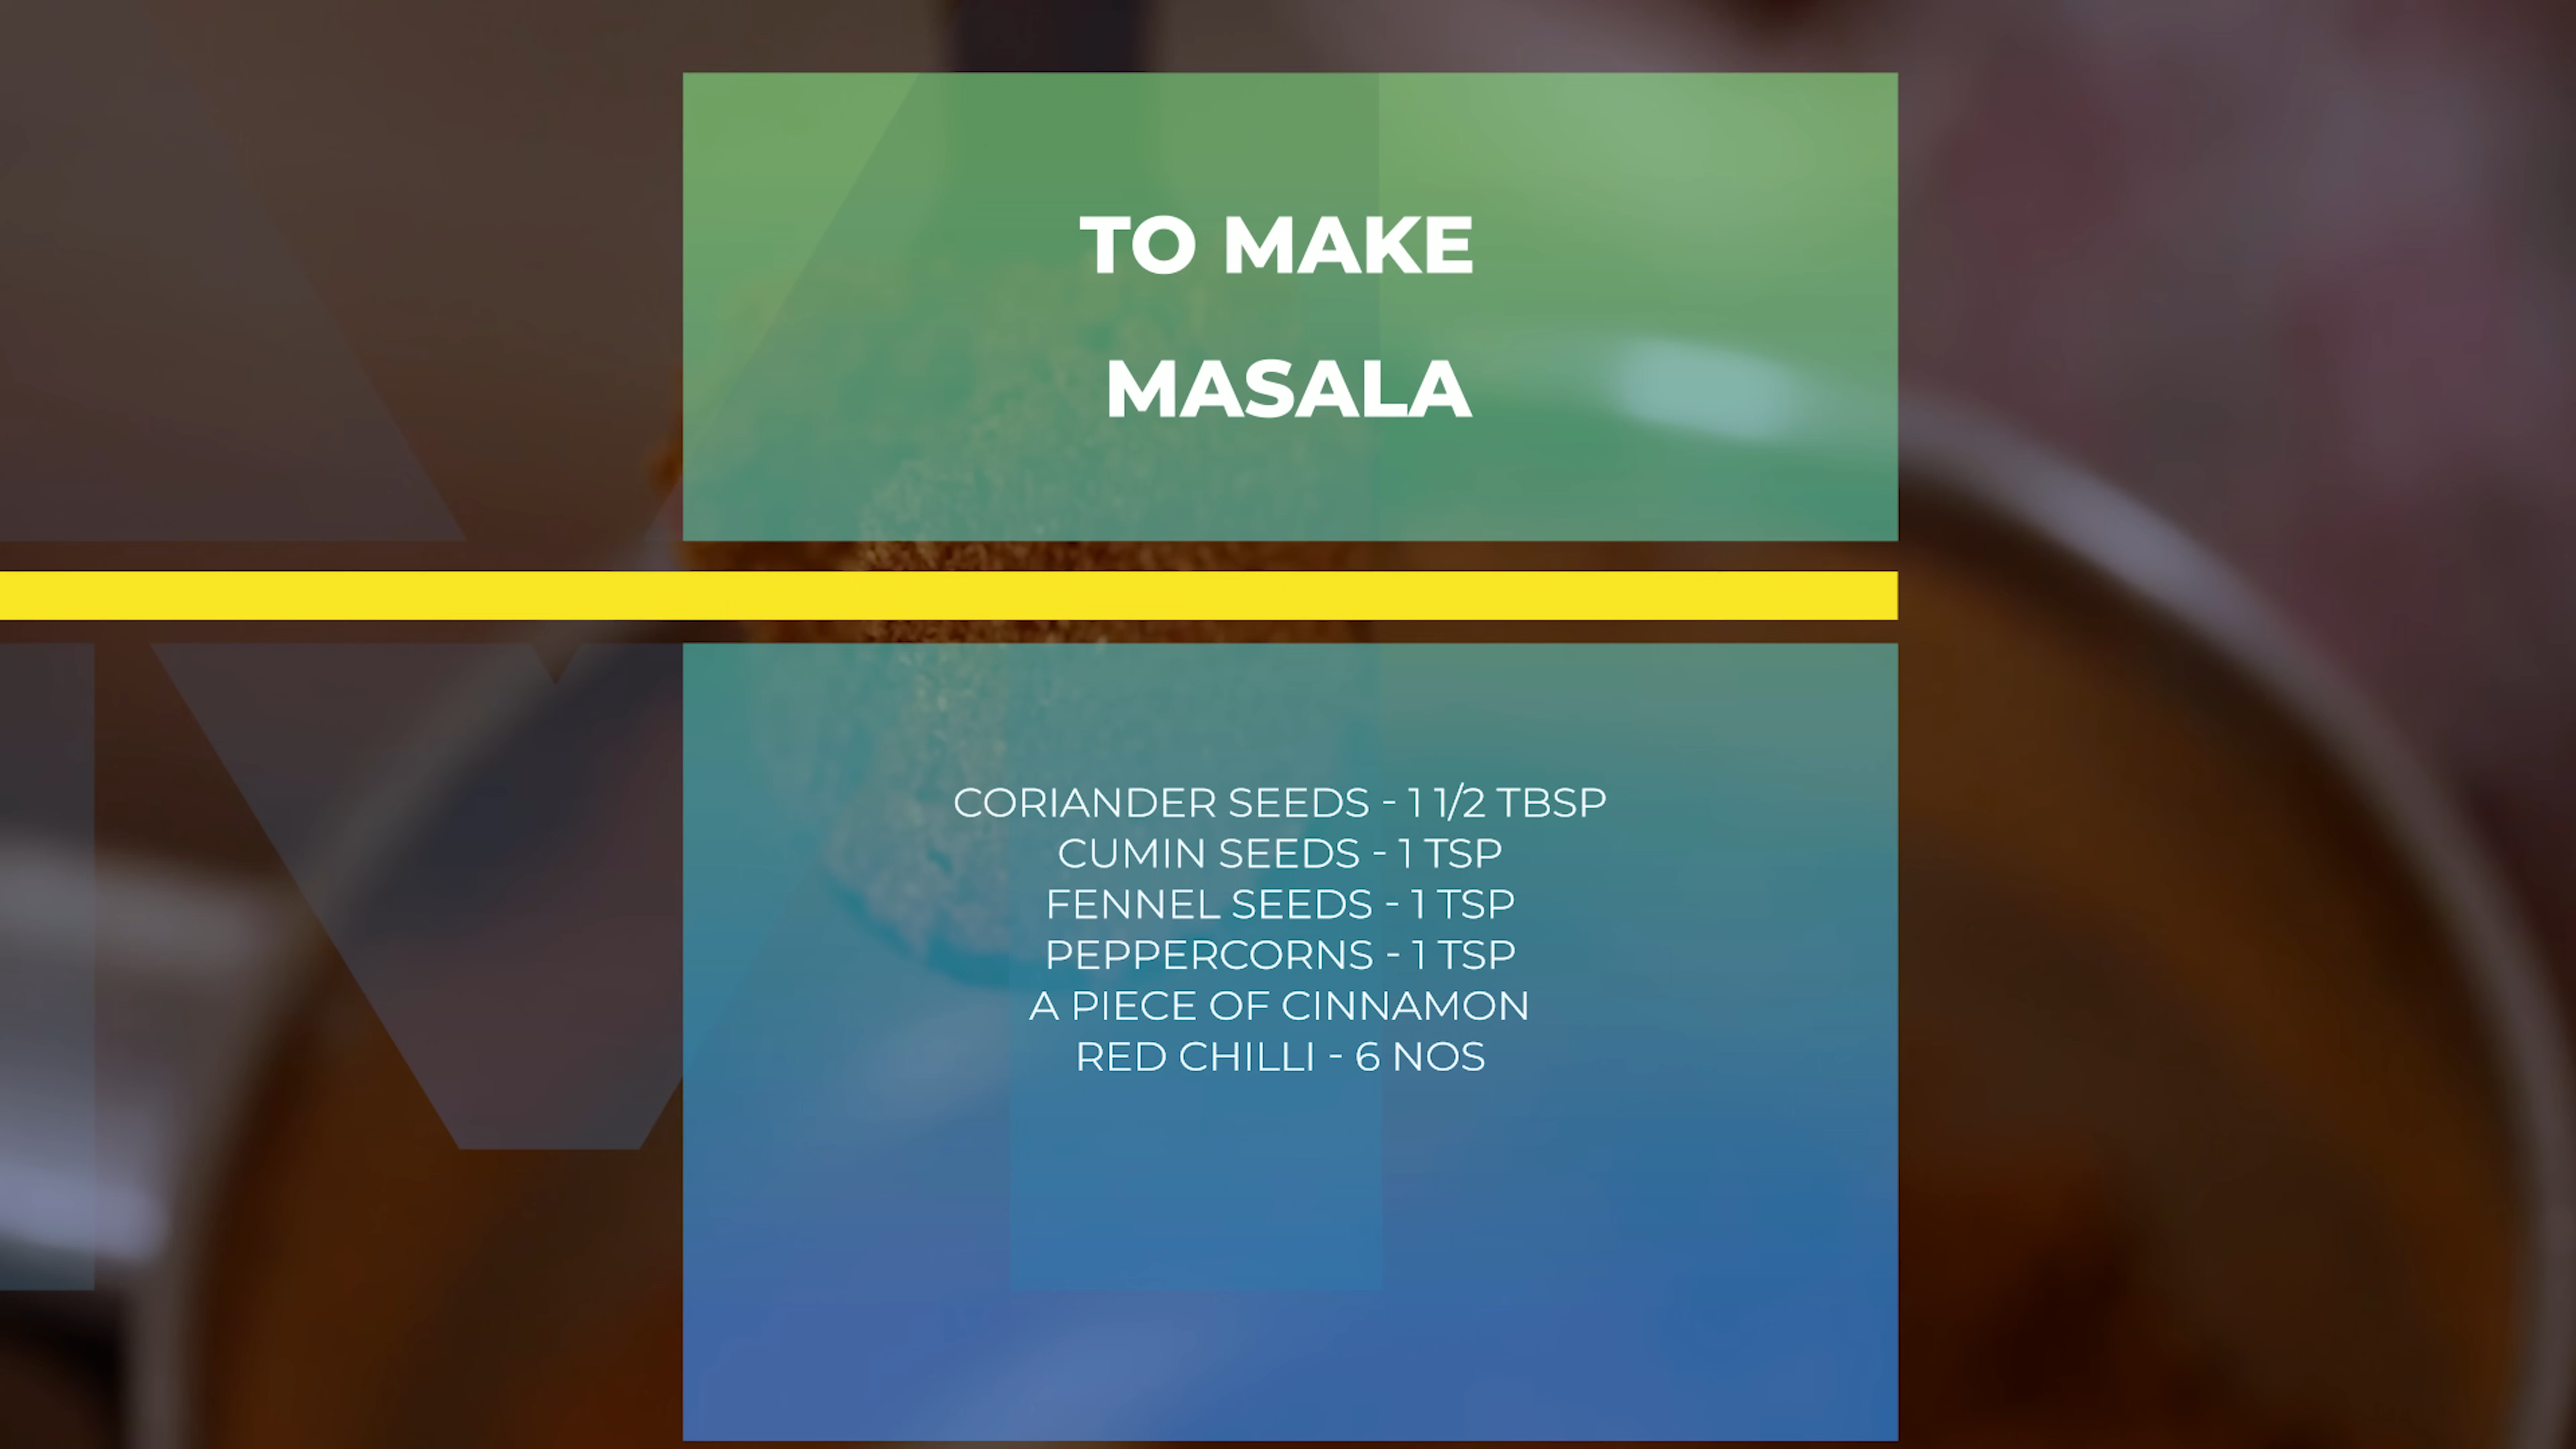 TO MAKE
MASALA
CORIANDER SEEDS - 1 1/2 TBSP
CUMIN SEEDS - 1 TSP
FENNEL SEEDS - 1 TSP
PEPPERCORNS - 1 TSP
A PIECE OF CINNAMON
RED CHILLI - 6 NOS